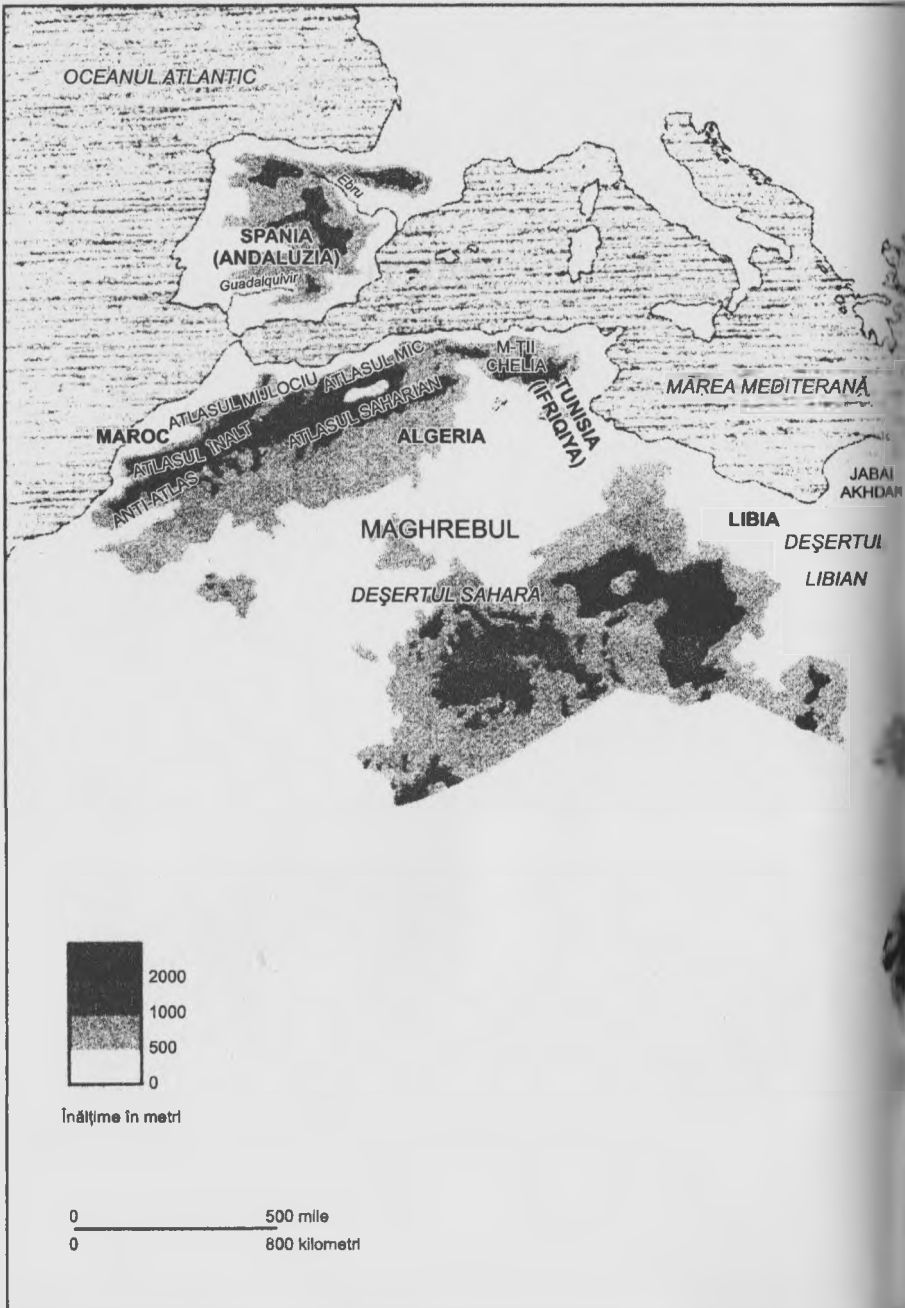 OCEANUL ATLANTIC
Ebru
SPANIA
(ANDALUZIA)
Guadalquivir
M-ŢII
CHELIA
ATLASUL MIC
ATLASUL MIJLOCIU
TUNISIA
(IFRIQIYA)
MAREA MEDITERANĂ
ATLASUL SAHARIAN
MAROC
ATLASUL ÎNALT
ALGERIA
ANTI-ATLAS
JABAL
AKHDAR
MAGHREBUL
LIBIA
DEŞERTUL
LIBIAN
DEŞERTUL SAHARA
2000
1000
500
0
Înălţime în metri
0 500 mile
0 800 kilometri